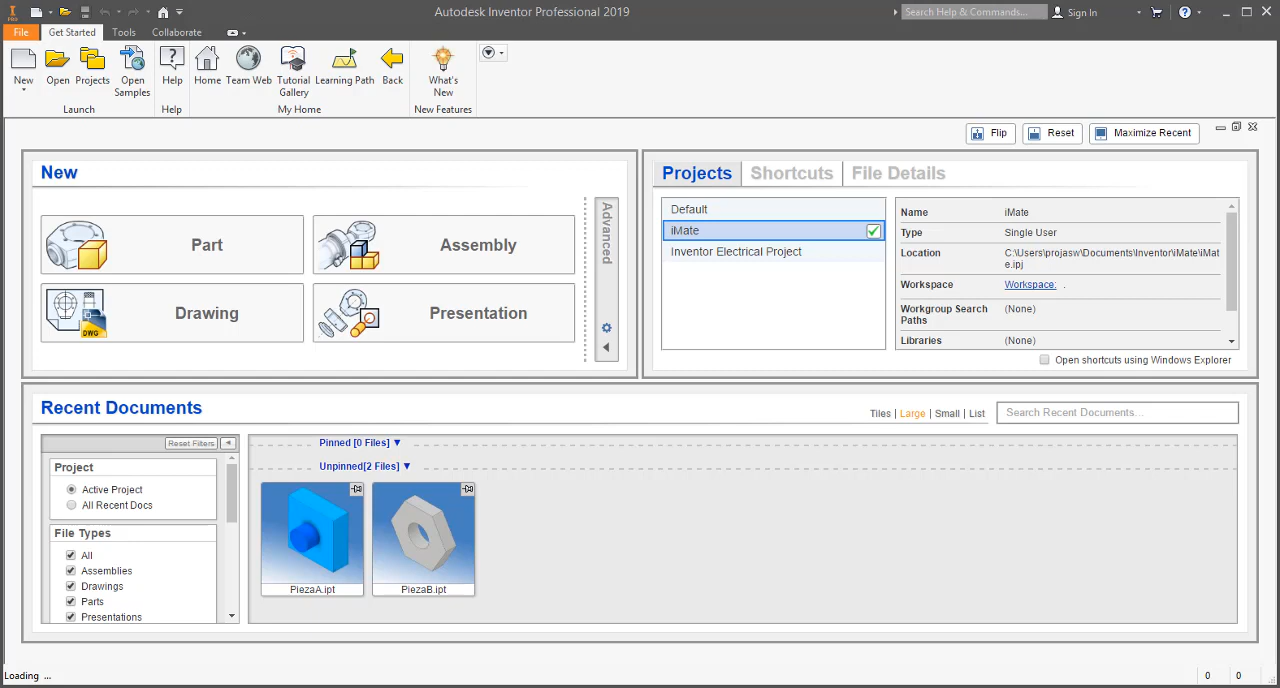 Autodesk Inventor Professional 2019
Search Help & Commands...
Sign In
File
Get Started
Tools
Collaborate
PRO
New
Open
Projects
Open Samples
Help
Home
Team Web
Tutorial Gallery
Learning Path
Back
What's New
Launch
Help
My Home
New Features
Flip
Reset
Maximize Recent
New
Part
Assembly
Drawing
DWG
Presentation
Advanced
Projects
Shortcuts
File Details
Default
iMate
Inventor Electrical Project
Name iMate
Type Single User
Location C:\Users\projasw\Documents\Inventor\iMate\iMat
e.ipj
Workspace Workspace: .
Workgroup Search Paths (None)
Libraries (None)
Open shortcuts using Windows Explorer
Recent Documents
Tiles | Large | Small | List
Search Recent Documents...
Reset Filters
Project
Active Project
All Recent Docs
File Types
All
Assemblies
Drawings
Parts
Presentations
Pinned [0 Files]
Unpinned[2 Files]
PiezaA.ipt
PiezaB.ipt
Loading ...
0 0